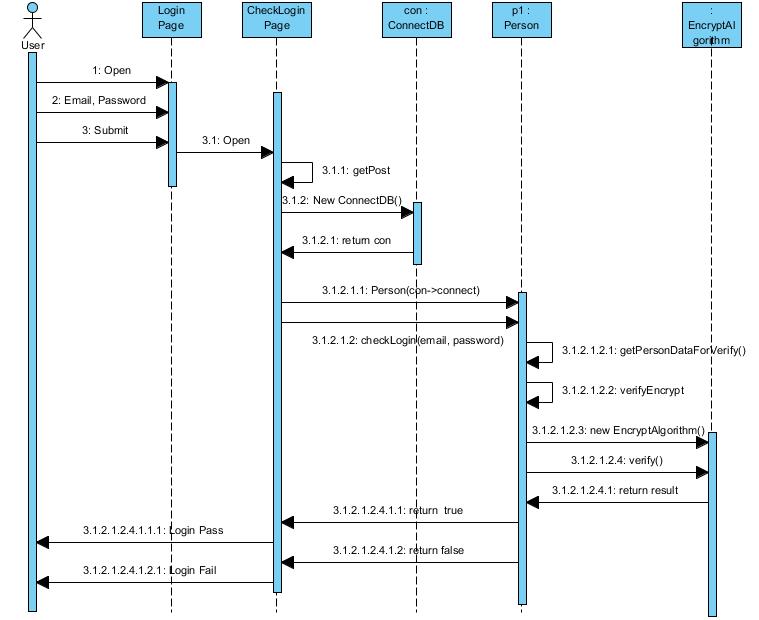 Login
Page
CheckLogin
Page
con :
ConnectDB
p1 :
Person
:
EncryptAl
gorithm
User
1: Open
2: Email, Password
3: Submit
3.1: Open
3.1.1: getPost
3.1.2: New ConnectDB()
3.1.2.1: return con
3.1.2.1.1: Person(con->connect)
3.1.2.1.2: checkLogin(email, password)
3.1.2.1.2.1: getPersonDataForVerify()
3.1.2.1.2.2: verifyEncrypt
3.1.2.1.2.3: new EncryptAlgorithm()
3.1.2.1.2.4: verify()
3.1.2.1.2.4.1: return result
3.1.2.1.2.4.1.1: return  true
3.1.2.1.2.4.1.1.1: Login Pass
3.1.2.1.2.4.1.2: return false
3.1.2.1.2.4.1.2.1: Login Fail